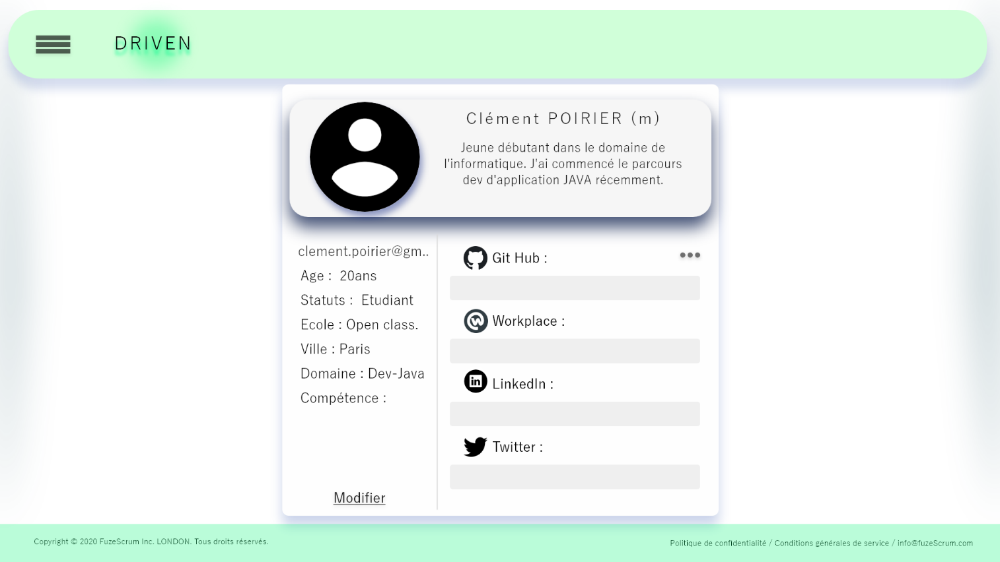 DRIVEN
Clément POIRIER (m)
Jeune débutant dans le domaine de
l'informatique. J'ai commencé le parcours
dev d'application JAVA récemment.
clement.poirier@gm..
Age :  20ans
Statuts :  Etudiant
Ecole : Open class.
Ville : Paris
Domaine : Dev-Java
Compétence :
Modifier
Git Hub :
Workplace :
LinkedIn :
Twitter :
Copyright © 2020 FuzeScrum Inc. LONDON. Tous droits réservés.
Politique de confidentialité / Conditions générales de service / info@fuzeScrum.com